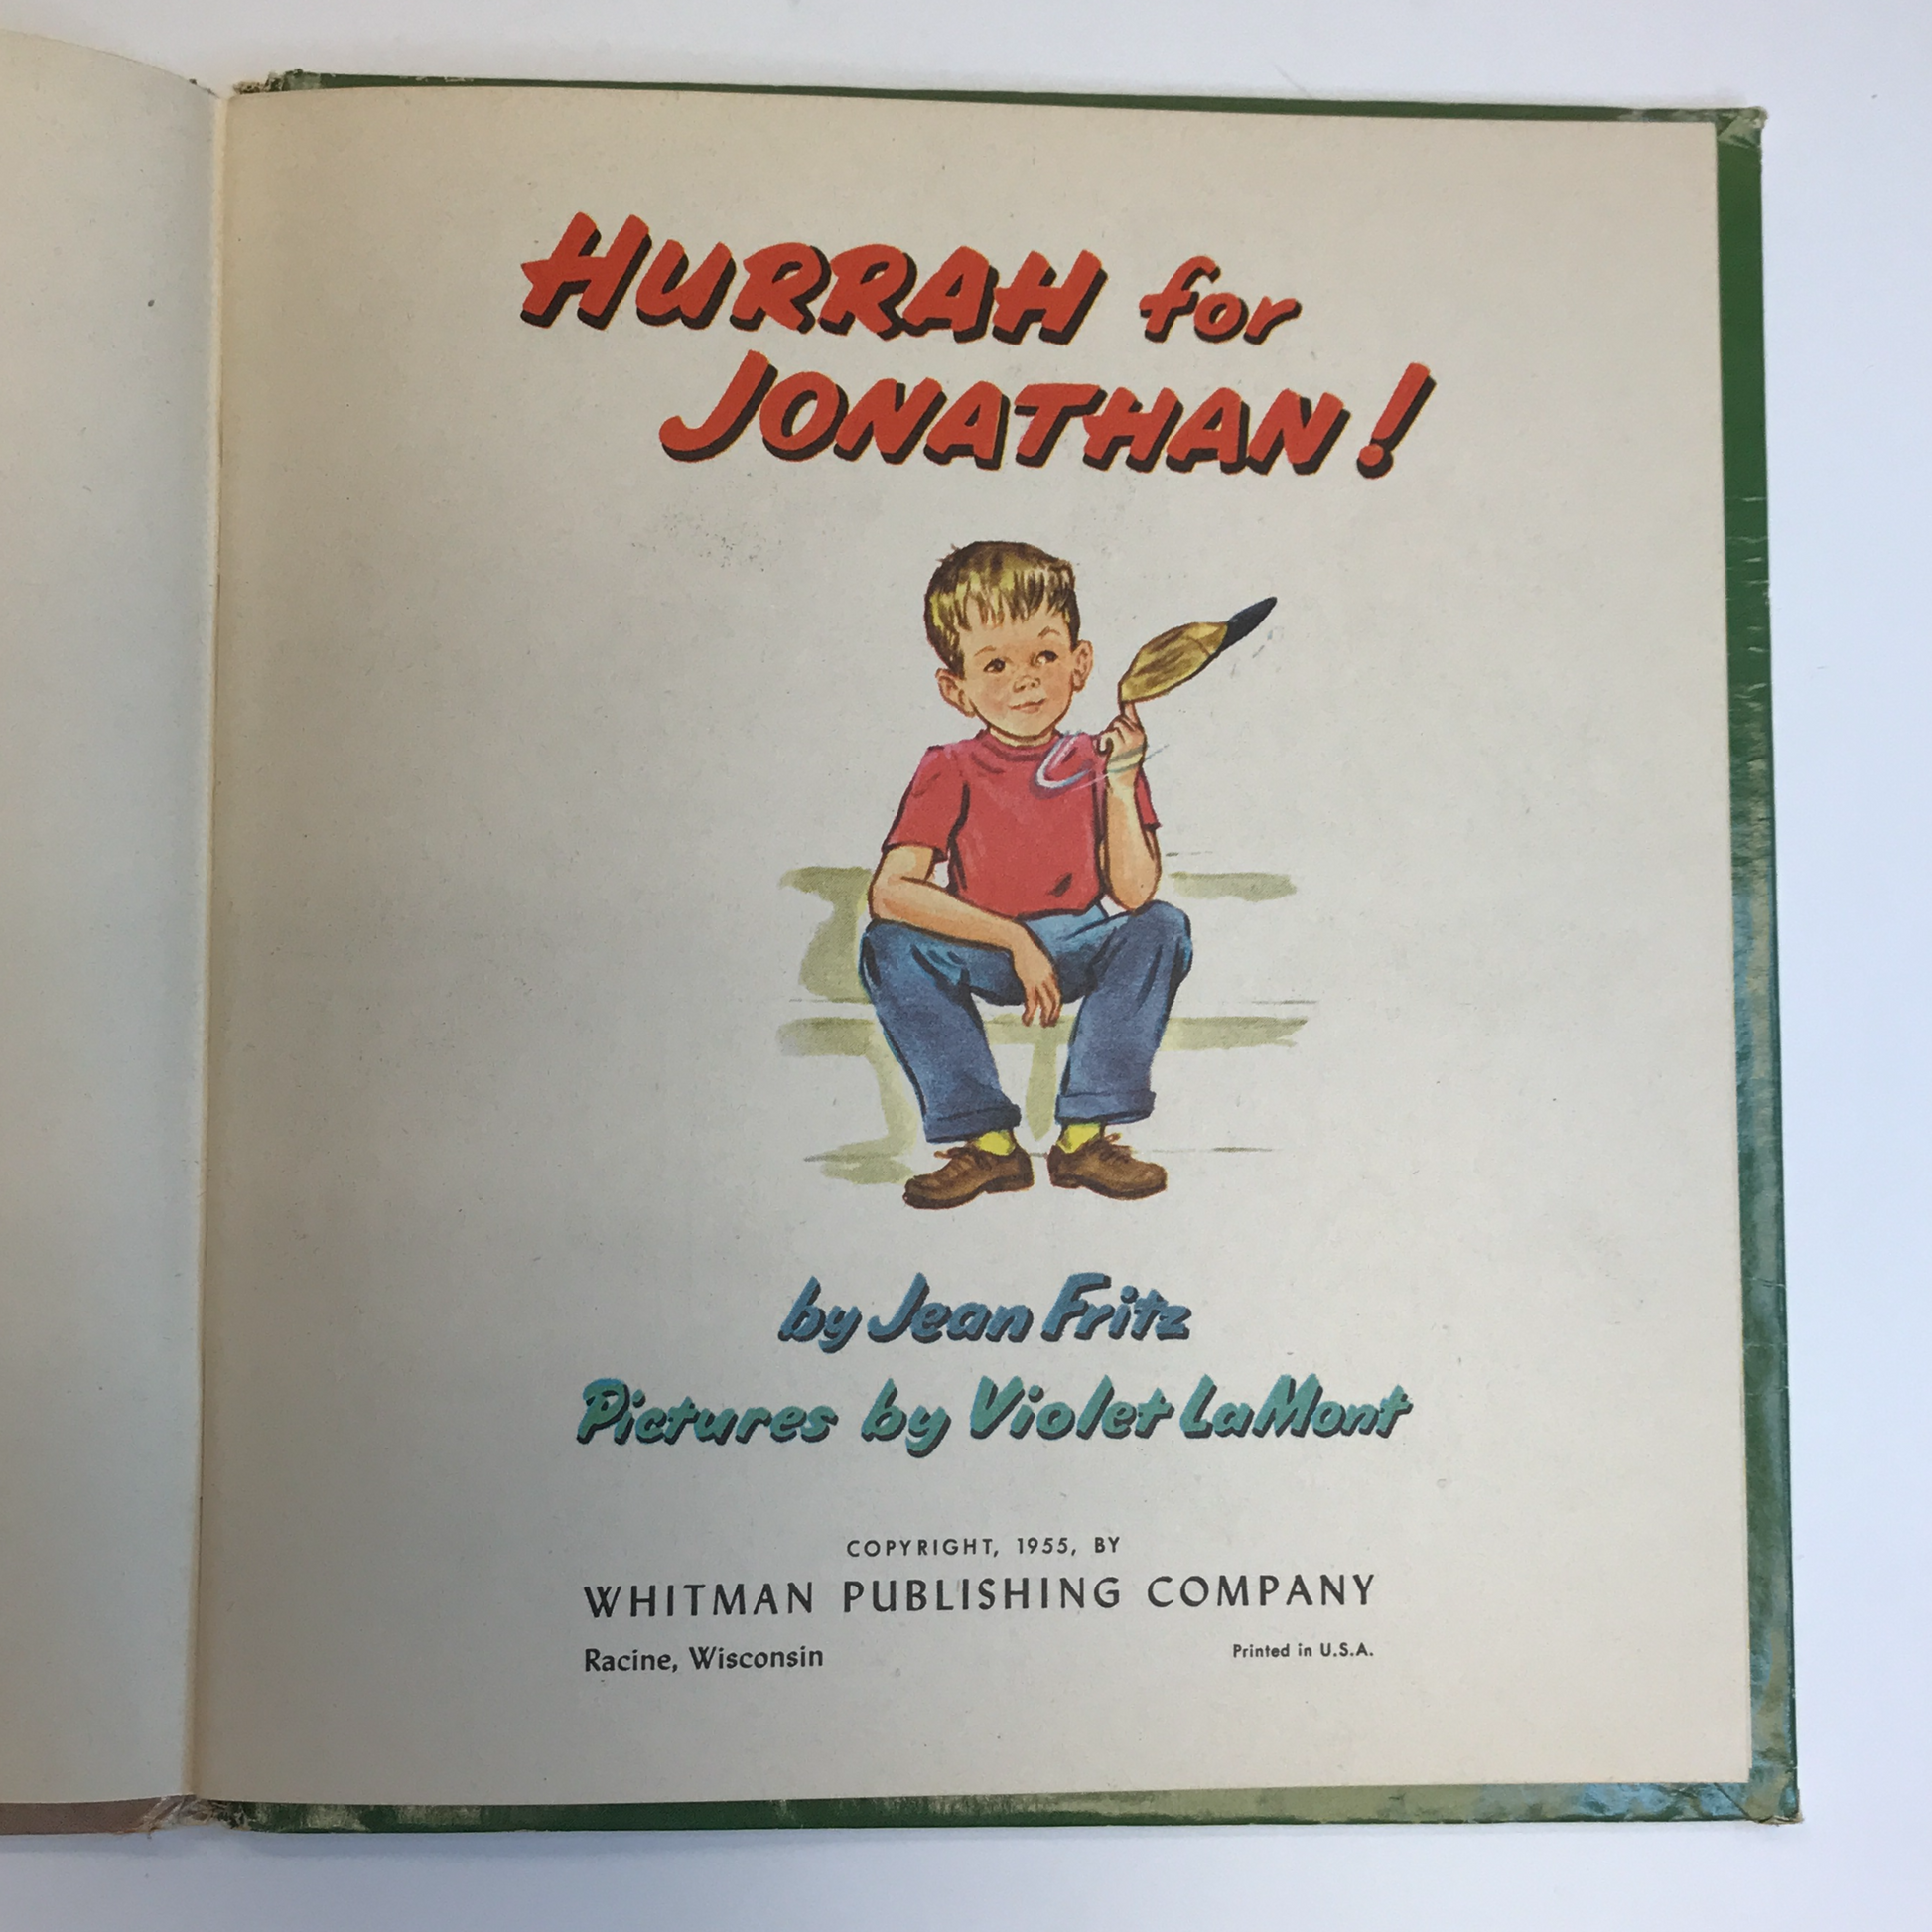 HURRAH for
JONATHAN!
by Jean Fritz
Pictures by Violet LaMont
COPYRIGHT, 1955, BY
WHITMAN PUBLISHING COMPANY
Racine, Wisconsin
Printed in U.S.A.